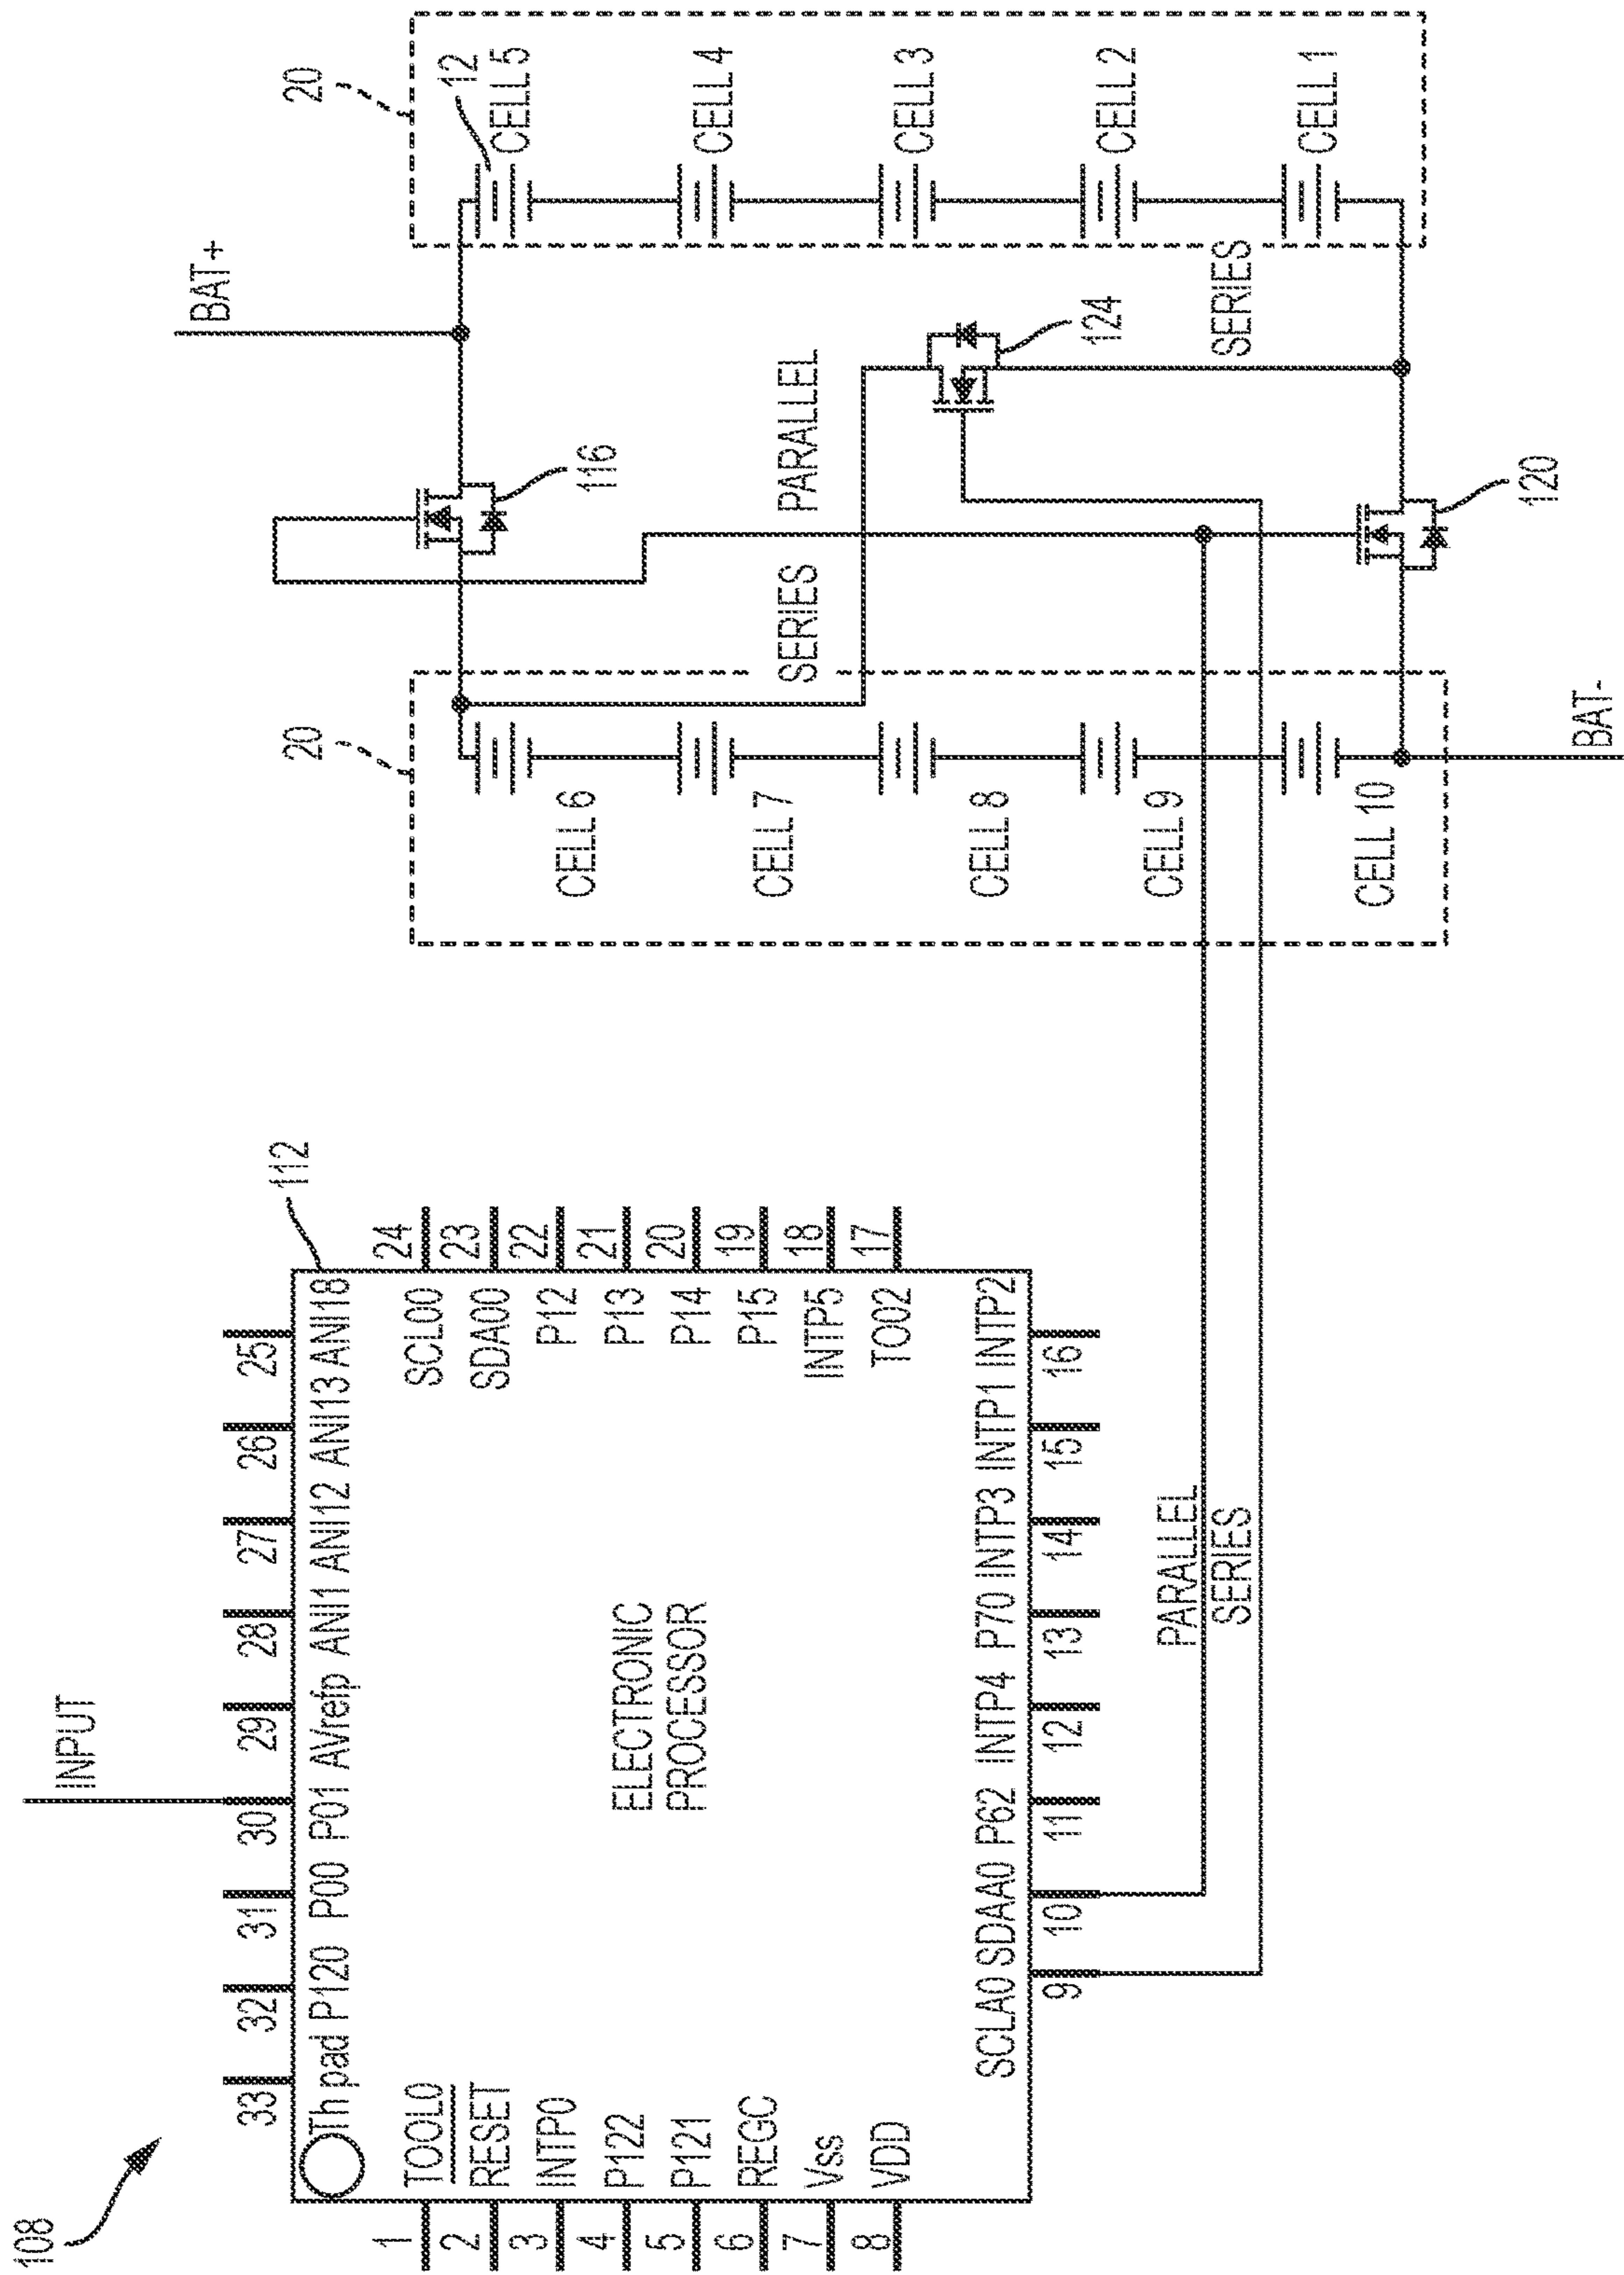 108
INPUT
112
33
32
31
30
29
28
27
26
25
Th pad P120 P00 P01 AVrefp ANI1 ANI12 ANI13 ANI18
1
TOOL0
2
RESET
3
INTP0
4
P122
5
P121
6
REGC
7
Vss
8
VDD
ELECTRONIC
PROCESSOR
SCL00
24
SDA00
23
P12
22
P13
21
P14
20
P15
19
INTP5
18
TO02
17
SCLA0 SDAA0 P62 INTP4 P70 INTP3 INTP1 INTP2
9
10
11
12
13
14
15
16
PARALLEL
SERIES
BAT+
20
20
12
116
CELL 6
CELL 7
CELL 8
CELL 9
CELL 10
SERIES
PARALLEL
124
SERIES
120
CELL 5
CELL 4
CELL 3
CELL 2
CELL 1
BAT-